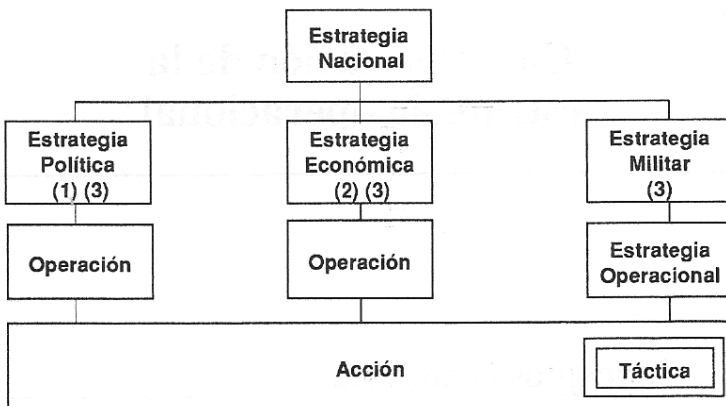 Estrategia
Nacional
Estrategia
Política
(1) (3)
Estrategia
Económica
(2) (3)
Estrategia
Militar
(3)
Operación
Operación
Estrategia
Operacional
Acción
Táctica